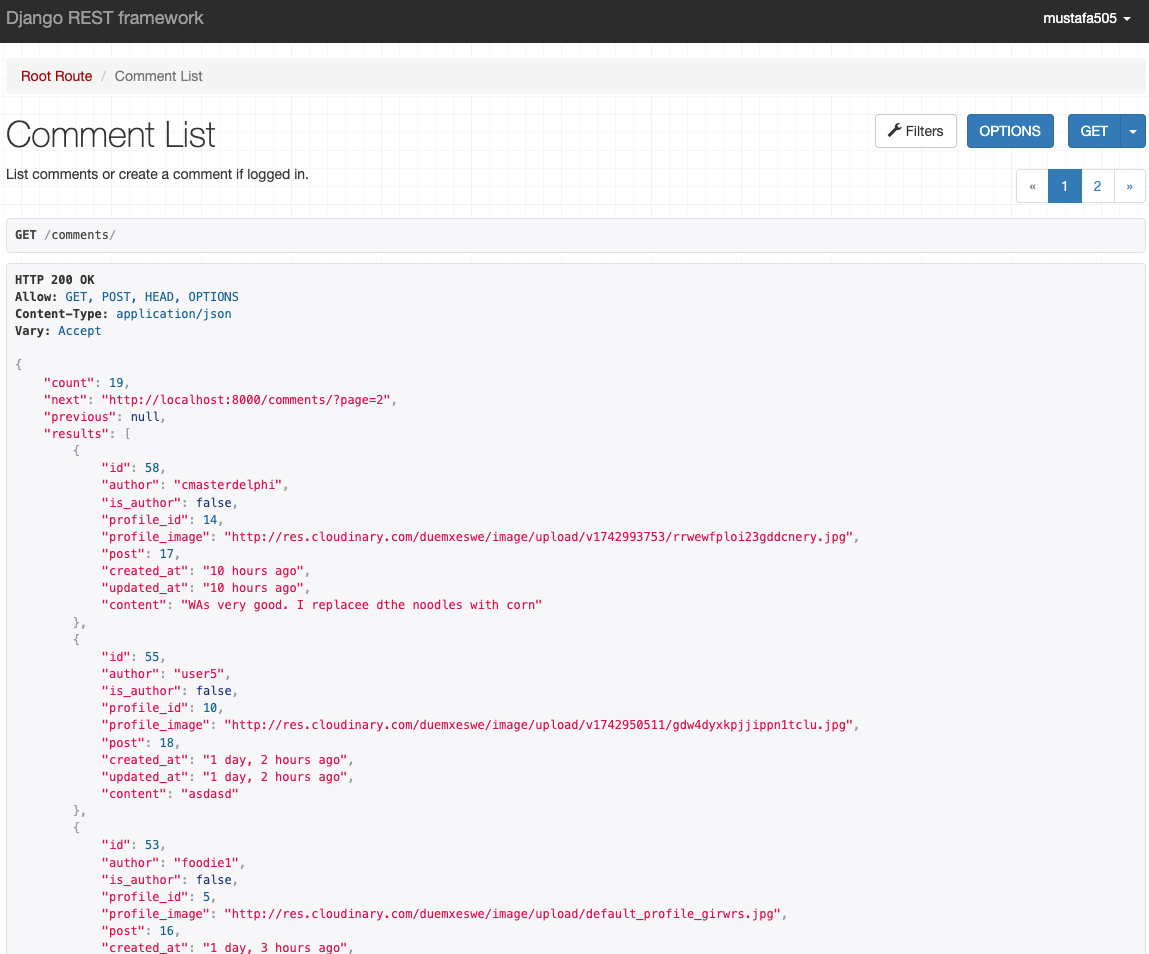 Django REST framework
mustafa505
Root Route / Comment List
Comment List
Filters
OPTIONS
GET
List comments or create a comment if logged in.
« 1 2 »
GET /comments/
HTTP 200 OK
Allow: GET, POST, HEAD, OPTIONS
Content-Type: application/json
Vary: Accept
{
    "count": 19,
    "next": "http://localhost:8000/comments/?page=2",
    "previous": null,
    "results": [
        {
            "id": 58,
            "author": "cmasterdelphi",
            "is_author": false,
            "profile_id": 14,
            "profile_image": "http://res.cloudinary.com/duemxeswe/image/upload/v1742993753/rrwewfploi23gddcnery.jpg",
            "post": 17,
            "created_at": "10 hours ago",
            "updated_at": "10 hours ago",
            "content": "WAs very good. I replacee dthe noodles with corn"
        },
        {
            "id": 55,
            "author": "user5",
            "is_author": false,
            "profile_id": 10,
            "profile_image": "http://res.cloudinary.com/duemxeswe/image/upload/v1742950511/gdw4dyxkpjjippn1tclu.jpg",
            "post": 18,
            "created_at": "1 day, 2 hours ago",
            "updated_at": "1 day, 2 hours ago",
            "content": "asdasd"
        },
        {
            "id": 53,
            "author": "foodie1",
            "is_author": false,
            "profile_id": 5,
            "profile_image": "http://res.cloudinary.com/duemxeswe/image/upload/default_profile_girwrs.jpg",
            "post": 16,
            "created_at": "1 day, 3 hours ago",